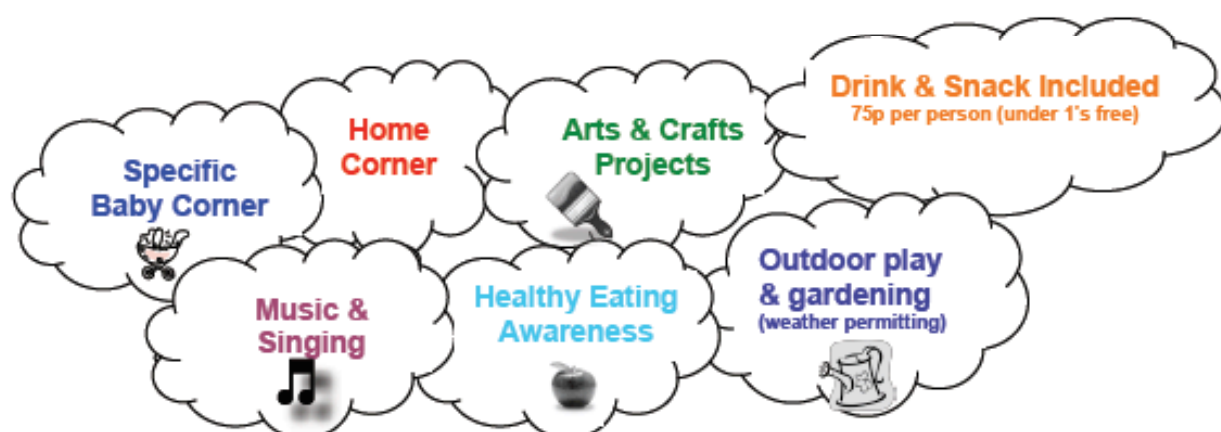 Specific
Baby Corner
Home
Corner
Arts & Crafts
Projects
Drink & Snack Included
75p per person (under 1's free)
Music &
Singing
Healthy Eating
Awareness
Outdoor play
& gardening
(weather permitting)